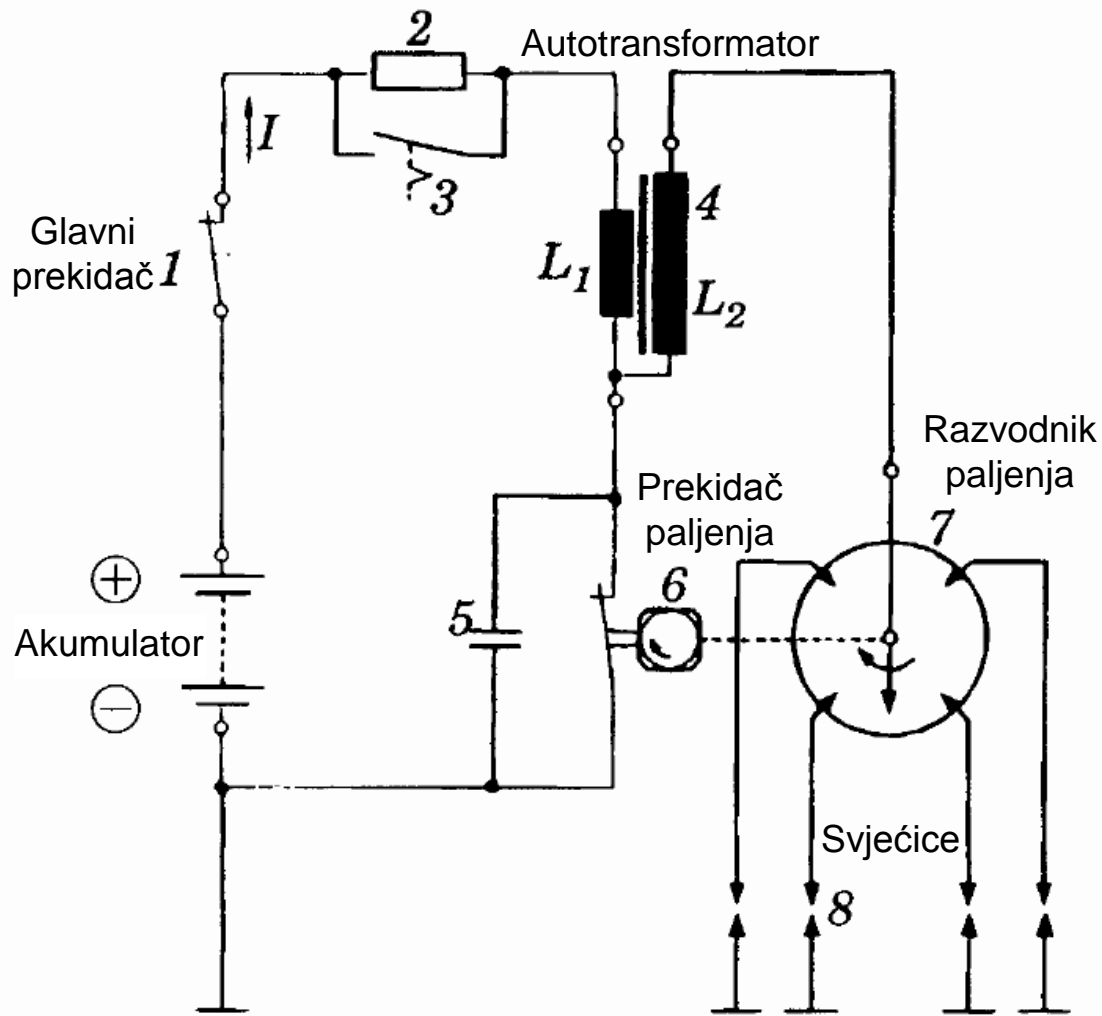 2
Autotransformator
I
3
4
Glavni
prekidač 1
L1
L2
Razvodnik
paljenja
Prekidač
paljenja
7
+
6
5
Akumulator
−
Svjećice
8